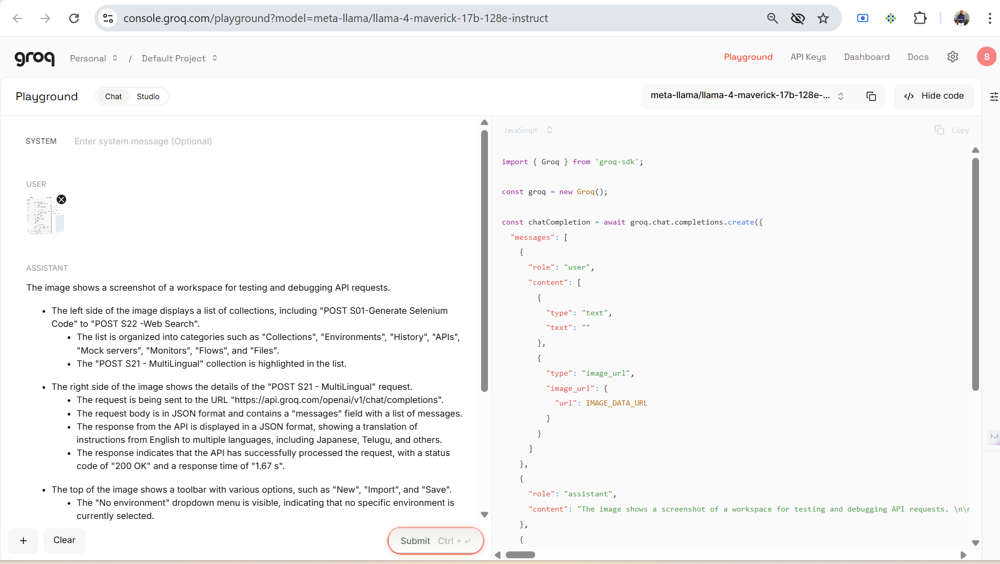 console.groq.com/playground?model=meta-llama/llama-4-maverick-17b-128e-instruct
groq
Personal / Default Project
Playground API Keys Dashboard Docs S
Playground Chat Studio
meta-llama/llama-4-maverick-17b-128e-...
</> Hide code
SYSTEM Enter system message (Optional)
USER
ASSISTANT
The image shows a screenshot of a workspace for testing and debugging API requests.
• The left side of the image displays a list of collections, including "POST S01-Generate Selenium
Code" to "POST S22 -Web Search".
• The list is organized into categories such as "Collections", "Environments", "History", "APIs",
"Mock servers", "Monitors", "Flows", and "Files".
• The "POST S21 - MultiLingual" collection is highlighted in the list.
• The right side of the image shows the details of the "POST S21 - MultiLingual" request.
• The request is being sent to the URL "https://api.groq.com/openai/v1/chat/completions".
• The request body is in JSON format and contains a "messages" field with a list of messages.
• The response from the API is displayed in a JSON format, showing a translation of
instructions from English to multiple languages, including Japanese, Telugu, and others.
• The response indicates that the API has successfully processed the request, with a status
code of "200 OK" and a response time of "1.67 s".
• The top of the image shows a toolbar with various options, such as "New", "Import", and "Save".
• The "No environment" dropdown menu is visible, indicating that no specific environment is
currently selected.
+ Clear
Submit Ctrl + ↵
JavaScript
Copy
import { Groq } from 'groq-sdk';
const groq = new Groq();
const chatCompletion = await groq.chat.completions.create({
"messages": [
{
"role": "user",
"content": [
{
"type": "text",
"text": ""
},
{
"type": "image_url",
"image_url": {
"url": IMAGE_DATA_URL
}
}
]
},
{
"role": "assistant",
"content": "The image shows a screenshot of a workspace for testing and debugging API requests. \n\n
},
{